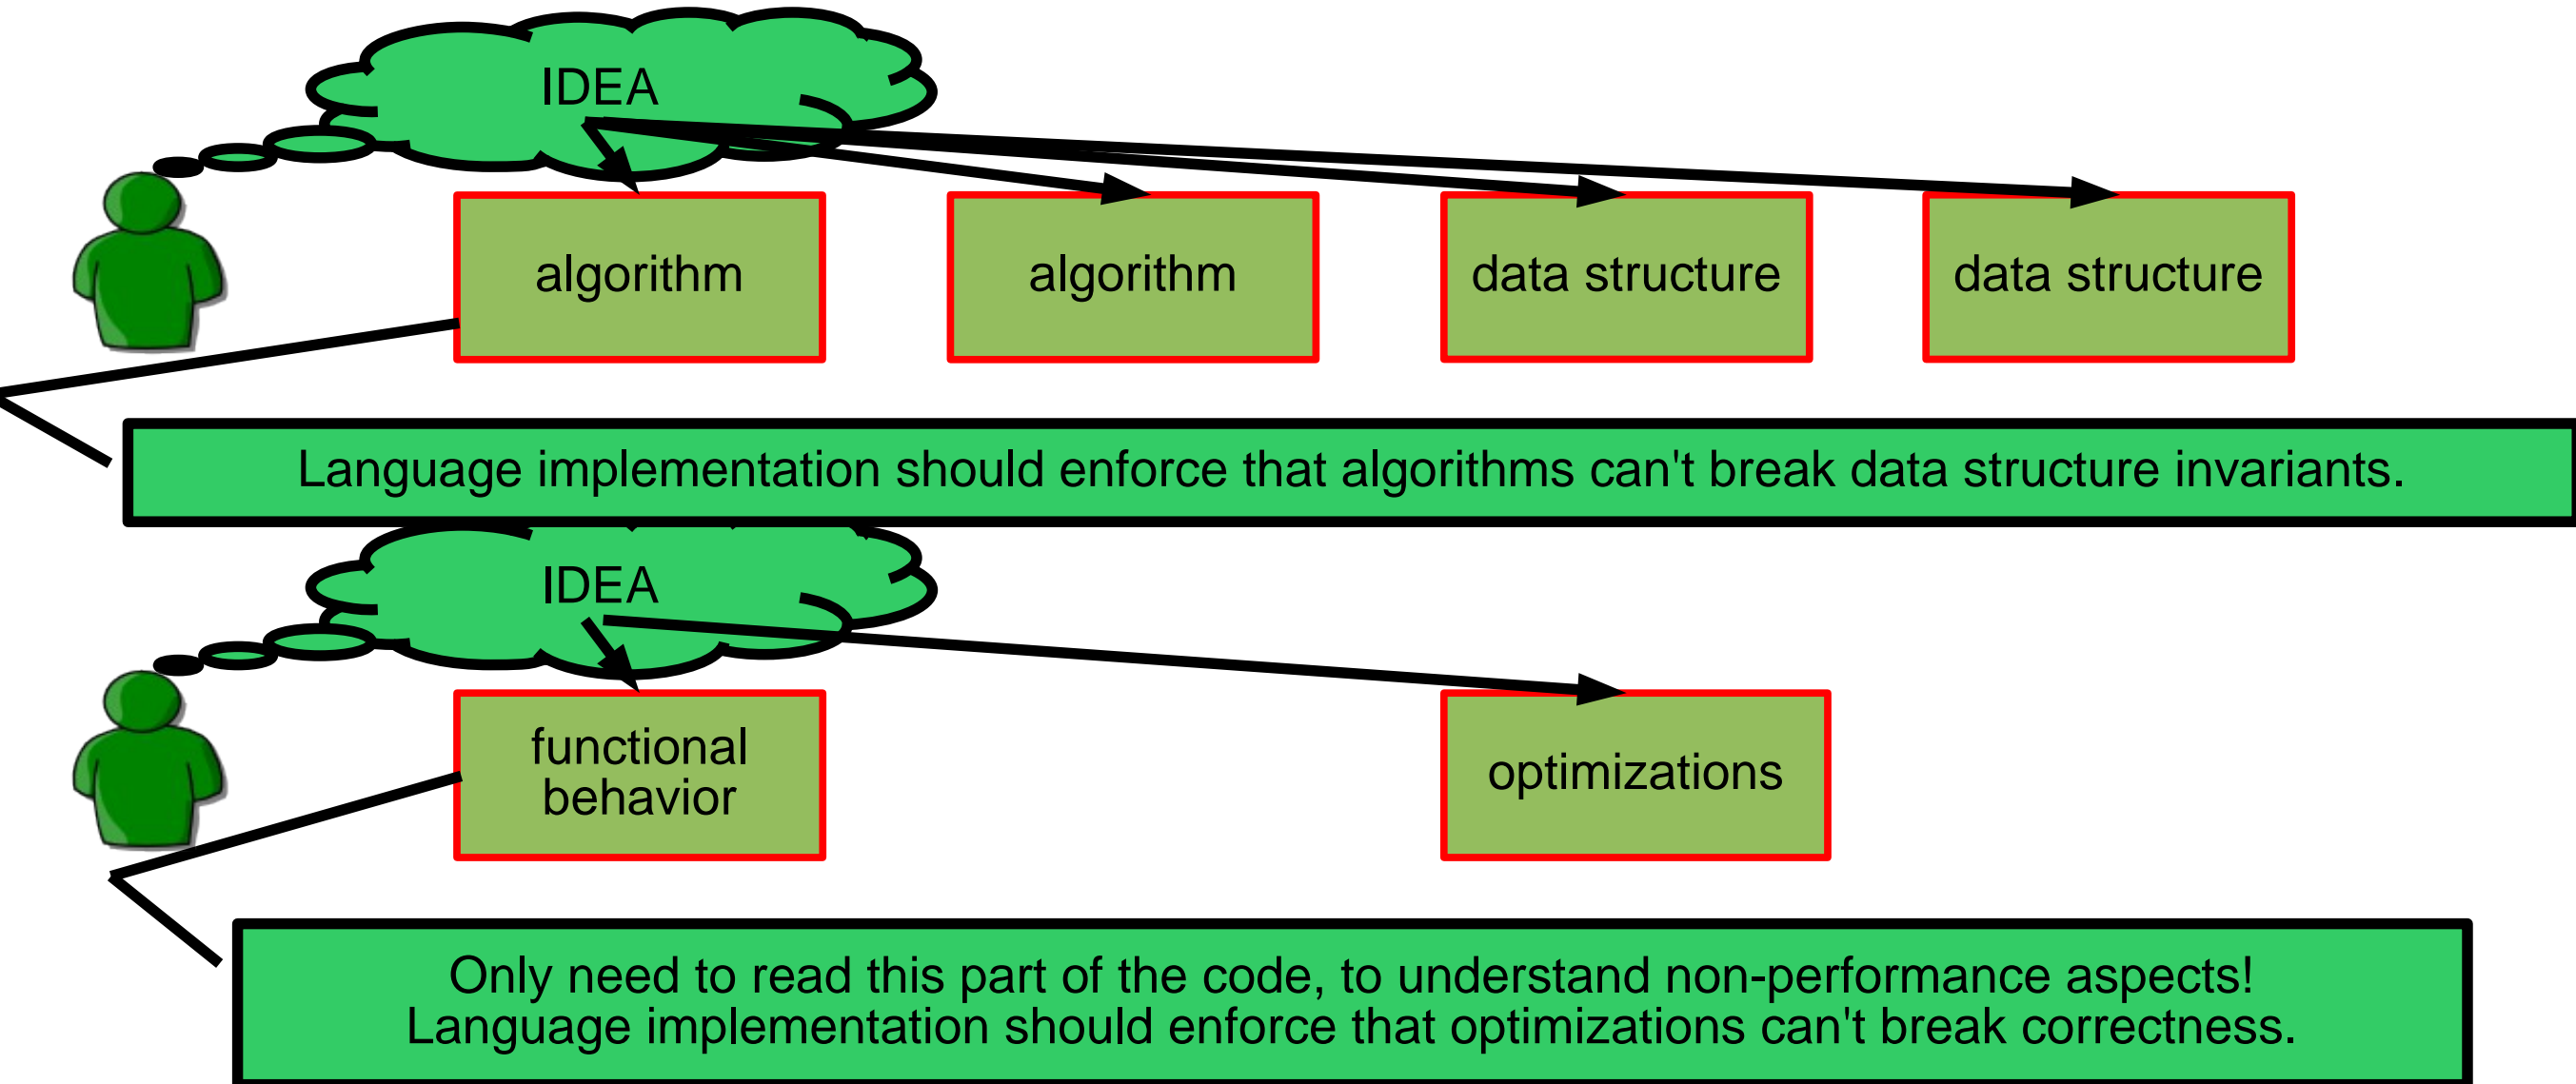 IDEA
algorithm
algorithm
data structure
data structure
Language implementation should enforce that algorithms can't break data structure invariants.
IDEA
functional
behavior
optimizations
Only need to read this part of the code, to understand non-performance aspects!
Language implementation should enforce that optimizations can't break correctness.